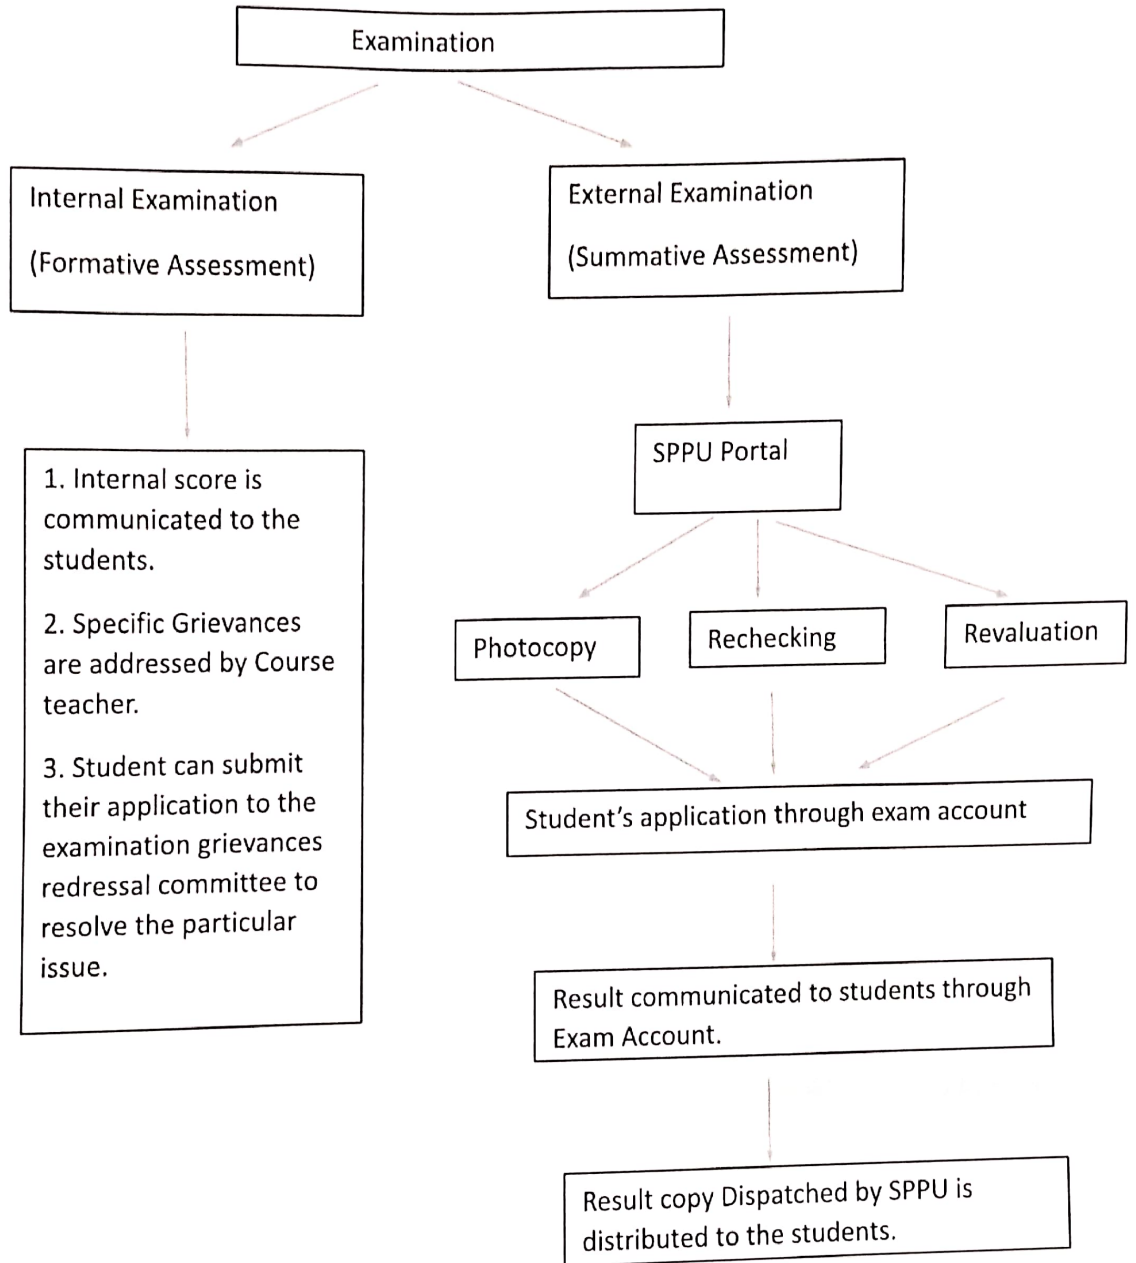 Examination
Internal Examination
(Formative Assessment)
External Examination
(Summative Assessment)
1. Internal score is
communicated to the
students.
2. Specific Grievances
are addressed by Course
teacher.
3. Student can submit
their application to the
examination grievances
redressal committee to
resolve the particular
issue.
SPPU Portal
Photocopy
Rechecking
Revaluation
Student's application through exam account
Result communicated to students through
Exam Account.
Result copy Dispatched by SPPU is
distributed to the students.